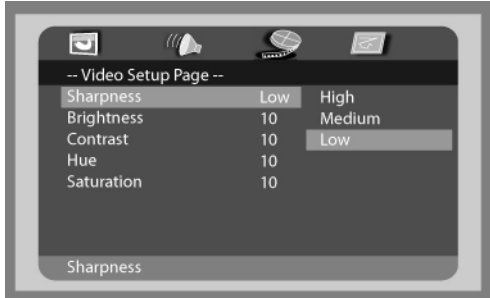 -- Video Setup Page --
Sharpness Low High
Brightness 10 Medium
Contrast 10 Low
Hue 10
Saturation 10
Sharpness